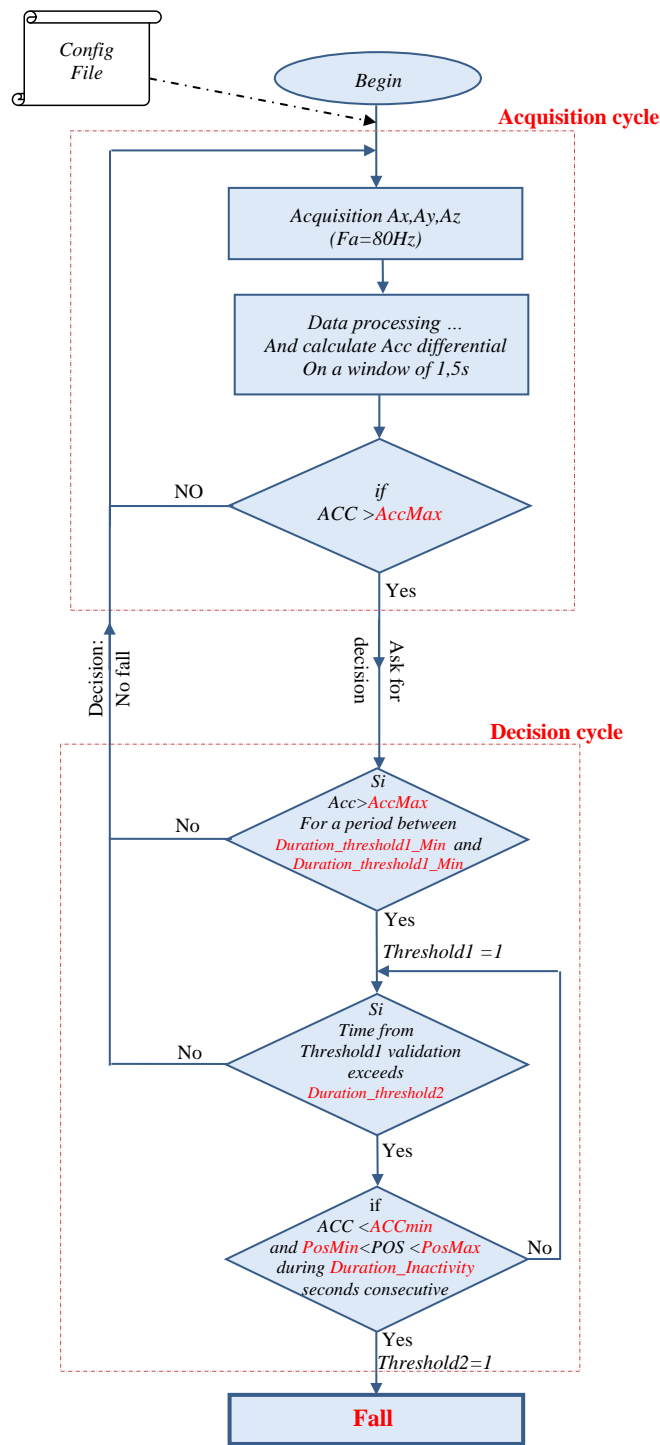 Config
File
Begin
Acquisition cycle
Acquisition Ax,Ay,Az
(Fa=80Hz)
Data processing …
And calculate Acc differential
On a window of 1,5s
if
ACC >AccMax
NO
Yes
Decision:
No fall
Ask for
decision
Decision cycle
Si
Acc>AccMax
For a period between
Duration_threshold1_Min and
Duration_threshold1_Min
No
Yes
Threshold1 =1
Si
Time from
Threshold1 validation
exceeds
Duration_threshold2
No
Yes
if
ACC <ACCmin
and PosMin<POS <PosMax
during Duration_Inactivity
seconds consecutive
No
Yes
Threshold2=1
Fall